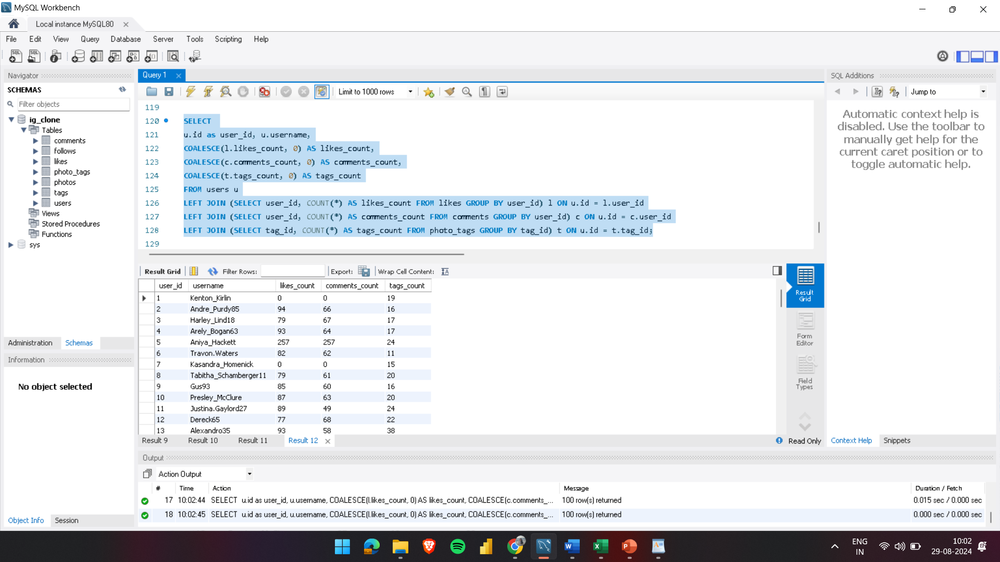 MySQL Workbench
Local instance MySQL80
File Edit View Query Database Server Tools Scripting Help
Navigator
SCHEMAS
Filter objects
ig_clone
Tables
comments
follows
likes
photo_tags
photos
tags
users
Views
Stored Procedures
Functions
sys
Administration Schemas
Information
No object selected
Object Info Session
Query 1
Limit to 1000 rows
119
120 SELECT
121 u.id as user_id, u.username,
122 COALESCE(l.likes_count, 0) AS likes_count,
123 COALESCE(c.comments_count, 0) AS comments_count,
124 COALESCE(t.tags_count, 0) AS tags_count
125 FROM users u
126 LEFT JOIN (SELECT user_id, COUNT(*) AS likes_count FROM likes GROUP BY user_id) l ON u.id = l.user_id
127 LEFT JOIN (SELECT user_id, COUNT(*) AS comments_count FROM comments GROUP BY user_id) c ON u.id = c.user_id
128 LEFT JOIN (SELECT tag_id, COUNT(*) AS tags_count FROM photo_tags GROUP BY tag_id) t ON u.id = t.tag_id;
129
Result Grid Filter Rows: Export: Wrap Cell Content:
user_id username likes_count comments_count tags_count
1 Kenton_Kirlin 0 0 19
2 Andre_Purdy85 94 66 16
3 Harley_Lind18 79 67 17
4 Arely_Bogan63 93 64 17
5 Aniya_Hackett 257 257 24
6 Travon.Waters 82 62 11
7 Kasandra_Homenick 0 0 15
8 Tabitha_Schamberger11 79 61 20
9 Gus93 85 60 16
10 Presley_McClure 87 63 20
11 Justina.Gaylord27 89 49 24
12 Dereck65 77 68 22
13 Alexandro35 93 58 38
Result Grid
Form Editor
Field Types
Result 9 Result 10 Result 11 Result 12 Read Only
SQL Additions
Jump to
Automatic context help is
disabled. Use the toolbar to
manually get help for the
current caret position or to
toggle automatic help.
Context Help Snippets
Output
Action Output
# Time Action Message Duration / Fetch
17 10:02:44 SELECT u.id as user_id, u.username, COALESCE(l.likes_count, 0) AS likes_count, COALESCE(c.comments_... 100 row(s) returned 0.015 sec / 0.000 sec
18 10:02:45 SELECT u.id as user_id, u.username, COALESCE(l.likes_count, 0) AS likes_count, COALESCE(c.comments_... 100 row(s) returned 0.000 sec / 0.000 sec
ENG
IN
10:02
29-08-2024